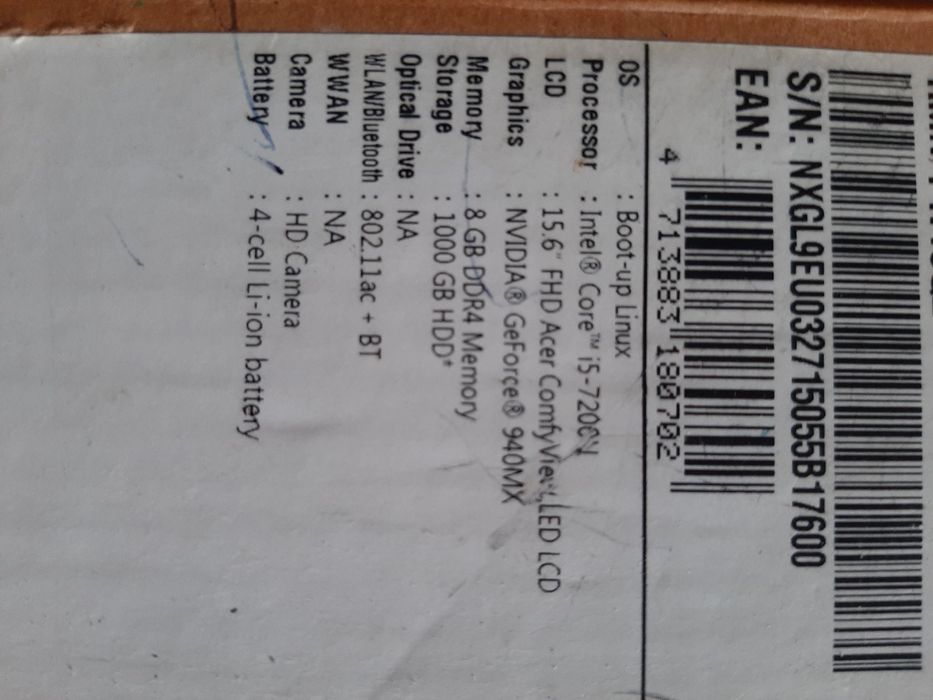 S/N: NXGL9EU03271505B17600
EAN:
4 713883 180702
OS : Boot-up Linux
Processor : Intel® Core™ i5-7200U
LCD : 15.6" FHD Acer ComfyView LED LCD
Graphics : NVIDIA® GeForce® 940MX
Memory : 8 GB DDR4 Memory
Storage : 1000 GB HDD*
Optical Drive : NA
WLAN/Bluetooth : 802.11ac + BT
WWAN : NA
Camera : HD Camera
Battery : 4-cell Li-ion battery